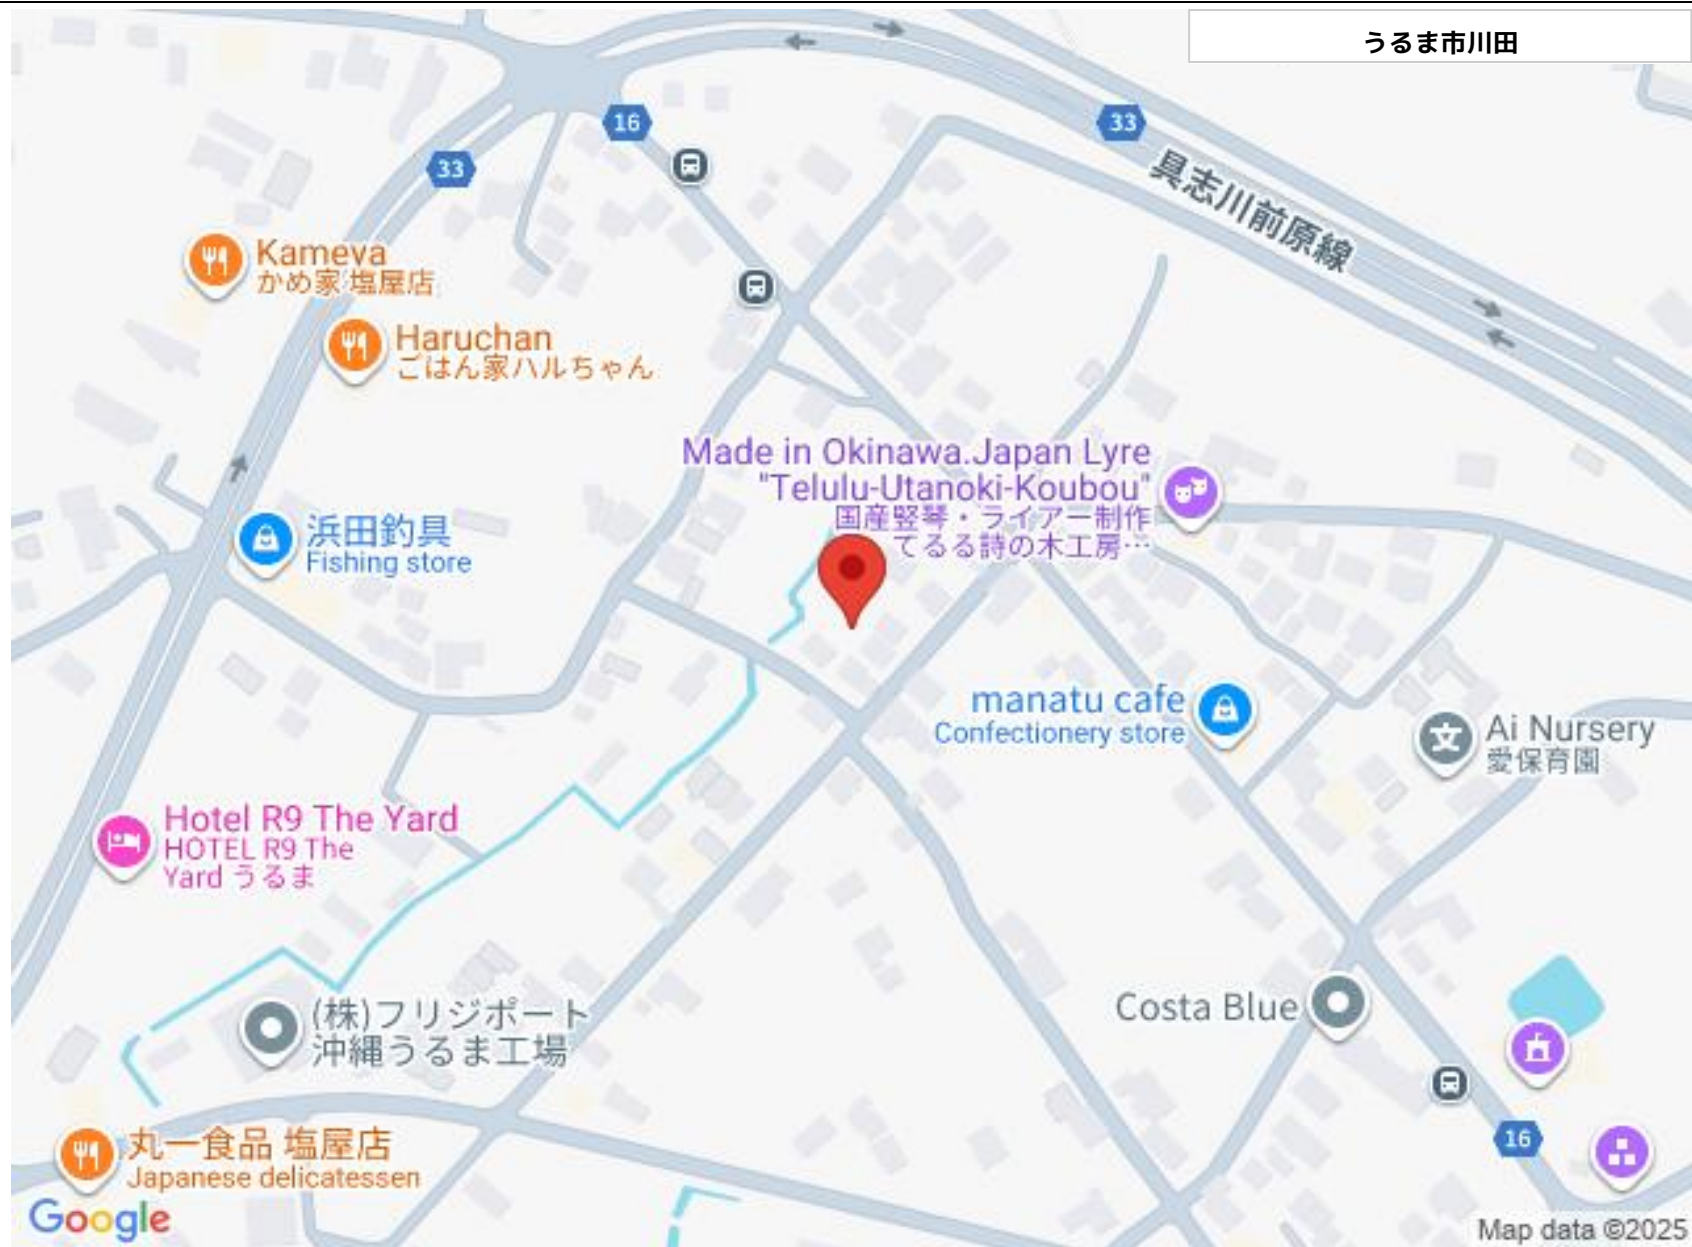 うるま市川田
16
33
33
具志川前原線
Kameya
かめ家 塩屋店
Haruchan
ごはん家ハルちゃん
Made in Okinawa.Japan Lyre
"Telulu-Utanoki-Koubou"
国産竪琴・ライアー制作
てるる詩の木工房…
浜田釣具
Fishing store
manatu cafe
Confectionery store
Ai Nursery
愛保育園
Hotel R9 The Yard
HOTEL R9 The
Yard うるま
(株)フリジポート
沖縄うるま工場
Costa Blue
16
丸一食品 塩屋店
Japanese delicatessen
Google
Map data ©2025